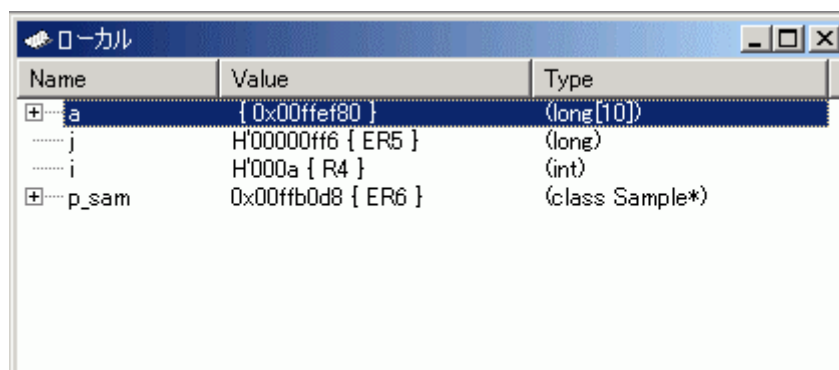 ローカル
Name Value Type
a { 0x00ffef80 } (long[10])
j H'00000ff6 { ER5 } (long)
i H'000a { R4 } (int)
p_sam 0x00ffb0d8 { ER6 } (class Sample*)